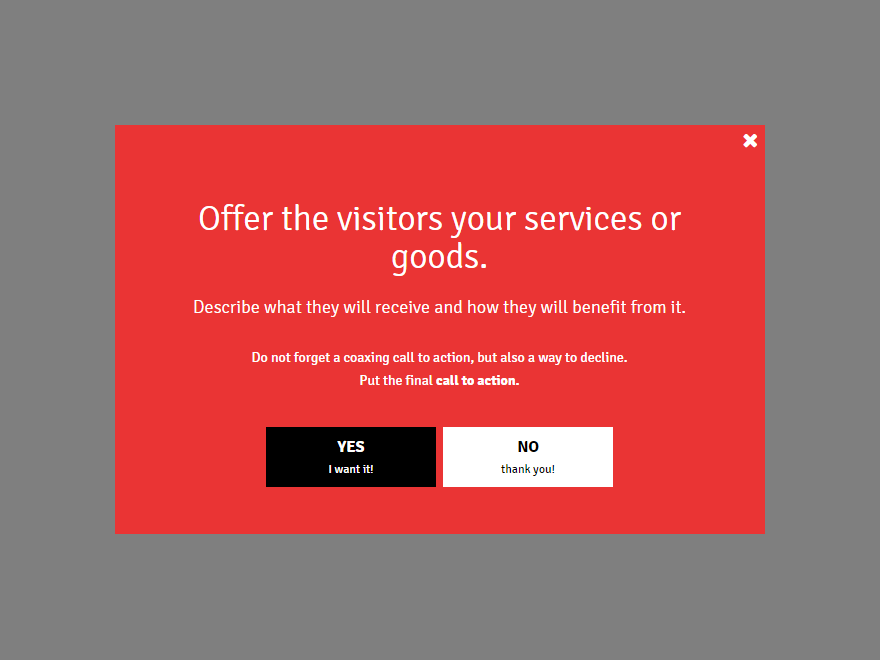 Offer the visitors your services or
goods.
Describe what they will receive and how they will benefit from it.
Do not forget a coaxing call to action, but also a way to decline.
Put the final call to action.
YES
I want it!
NO
thank you!